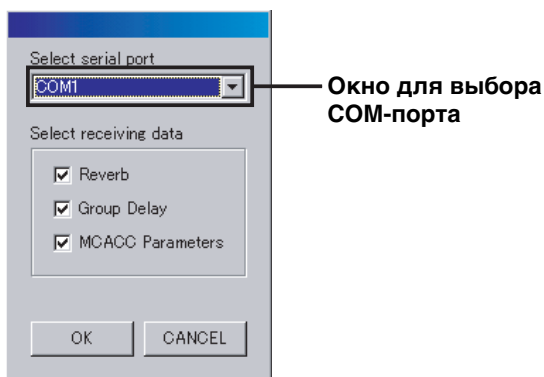 Select serial port
COM1
Окно для выбора
COM-порта
Select receiving data
Reverb
Group Delay
MCACC Parameters
OK
CANCEL